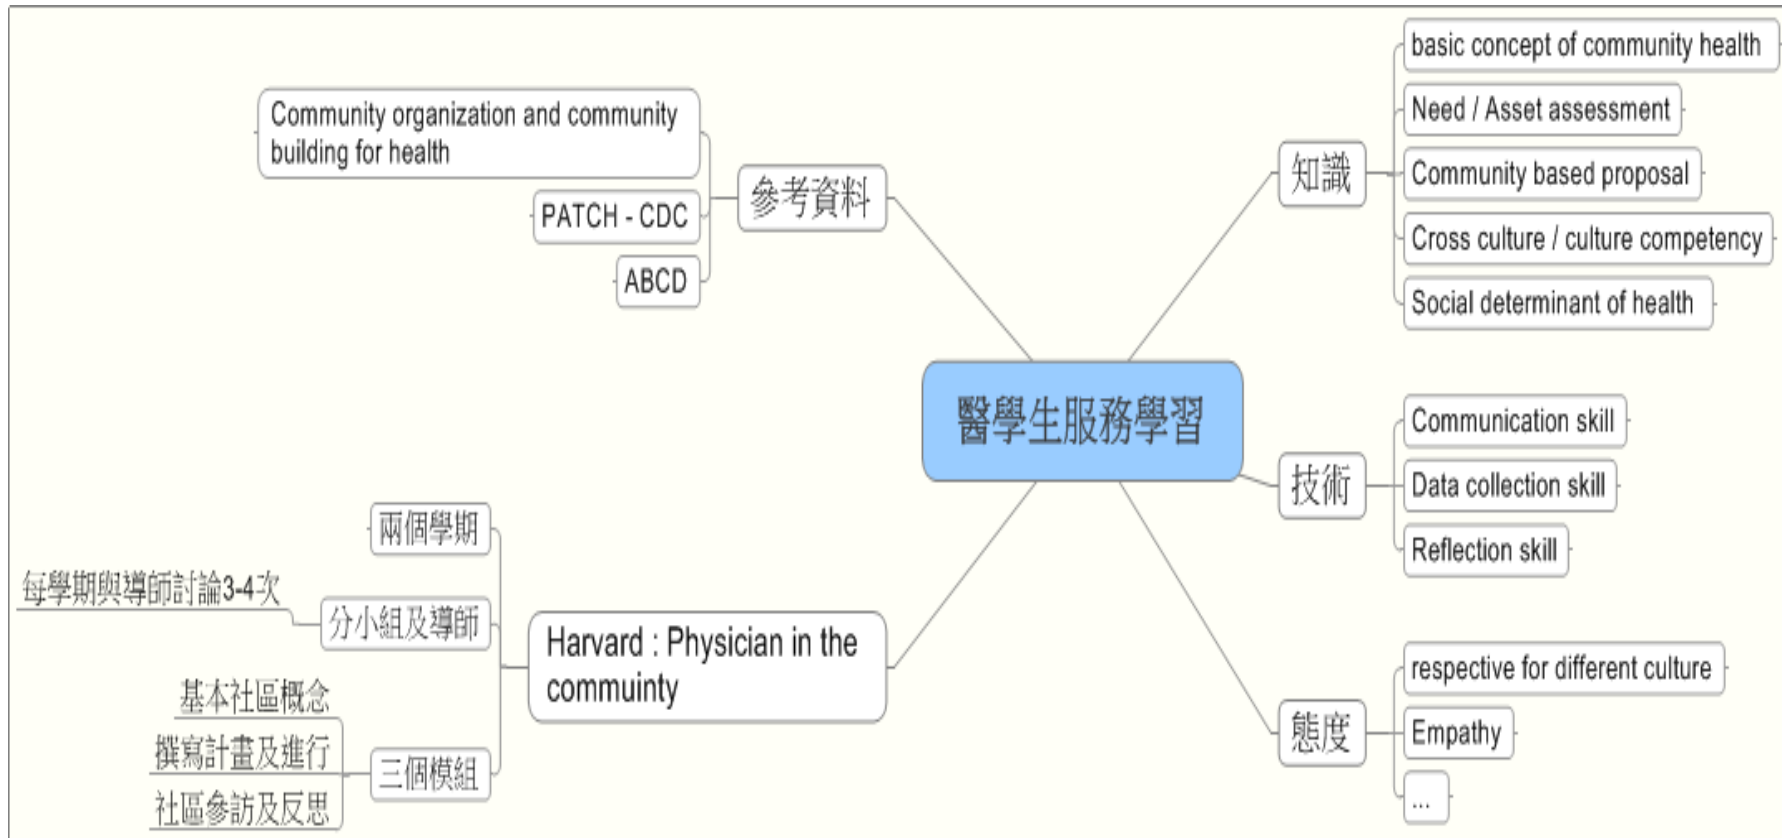 醫學生服務學習
知識
basic concept of community health
Need / Asset assessment
Community based proposal
Cross culture / culture competency
Social determinant of health
技術
Communication skill
Data collection skill
Reflection skill
態度
respective for different culture
Empathy
...
參考資料
Community organization and community
building for health
PATCH - CDC
ABCD
Harvard : Physician in the
commuinty
兩個學期
分小組及導師
每學期與導師討論3-4次
三個模組
基本社區概念
撰寫計畫及進行
社區參訪及反思